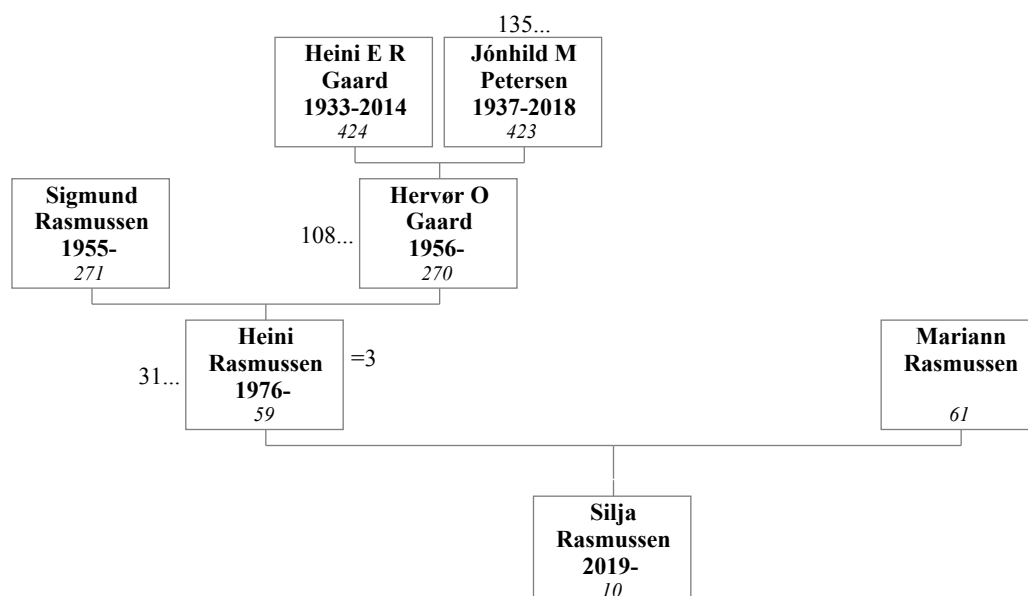 135...
Heini E R
Gaard
1933-2014
424
Jónhild M
Petersen
1937-2018
423
Sigmund
Rasmussen
1955-
271
108...
Hervør O
Gaard
1956-
270
31...
Heini
Rasmussen
1976-
59
=3
Mariann
Rasmussen
61
Silja
Rasmussen
2019-
10